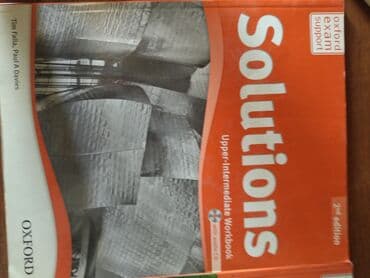 oxford
exam
support
Solutions
2nd edition
Upper-Intermediate Workbook
Tim Falla, Paul A Davies
OXFORD